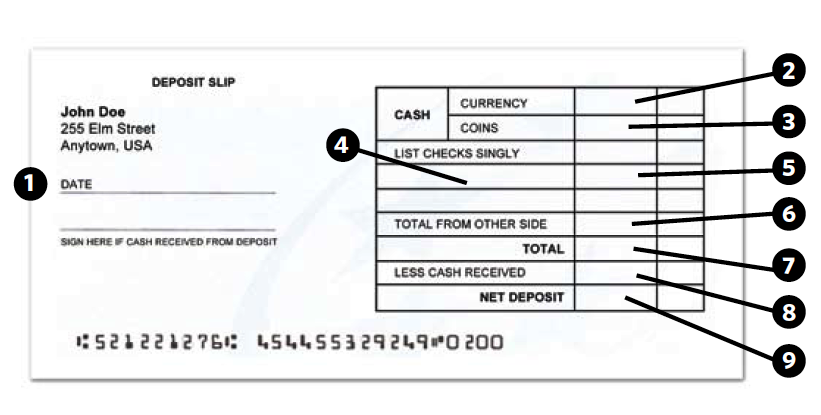 DEPOSIT SLIP
John Doe
255 Elm Street
Anytown, USA
1 DATE
SIGN HERE IF CASH RECEIVED FROM DEPOSIT
CASH CURRENCY 2
COINS 3
LIST CHECKS SINGLY
4
5
TOTAL FROM OTHER SIDE 6
TOTAL 7
LESS CASH RECEIVED 8
NET DEPOSIT 9
⑆521221276⑆ 454455329249⑈0200